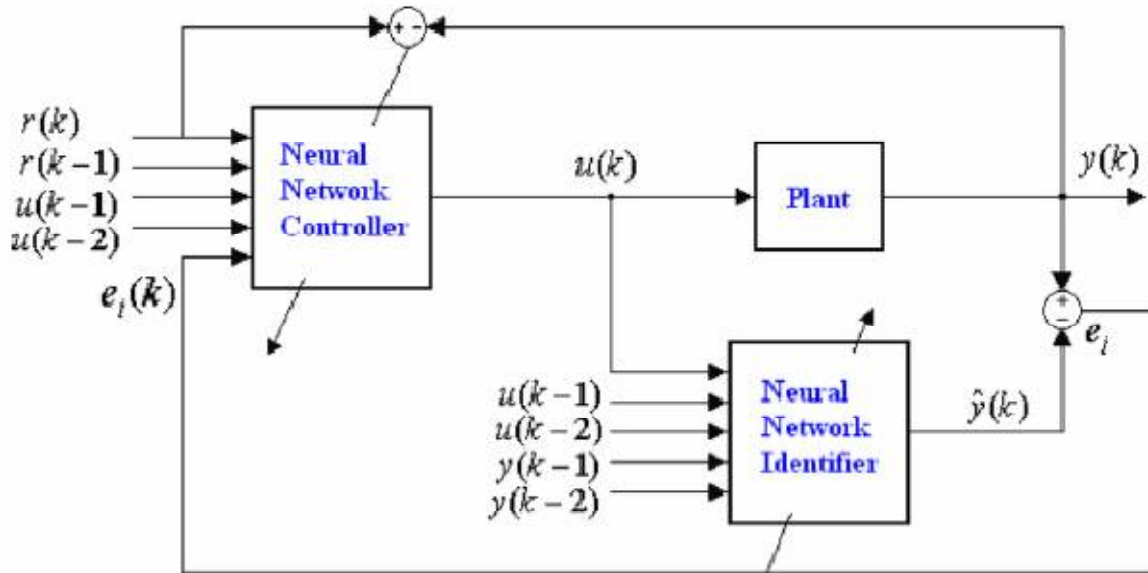 + -
r(k)
r(k-1)
u(k-1)
u(k-2)
e_i(k)
Neural
Network
Controller
u(k)
Plant
y(k)
+
-
e_i
u(k-1)
u(k-2)
y(k-1)
y(k-2)
Neural
Network
Identifier
ŷ(k)